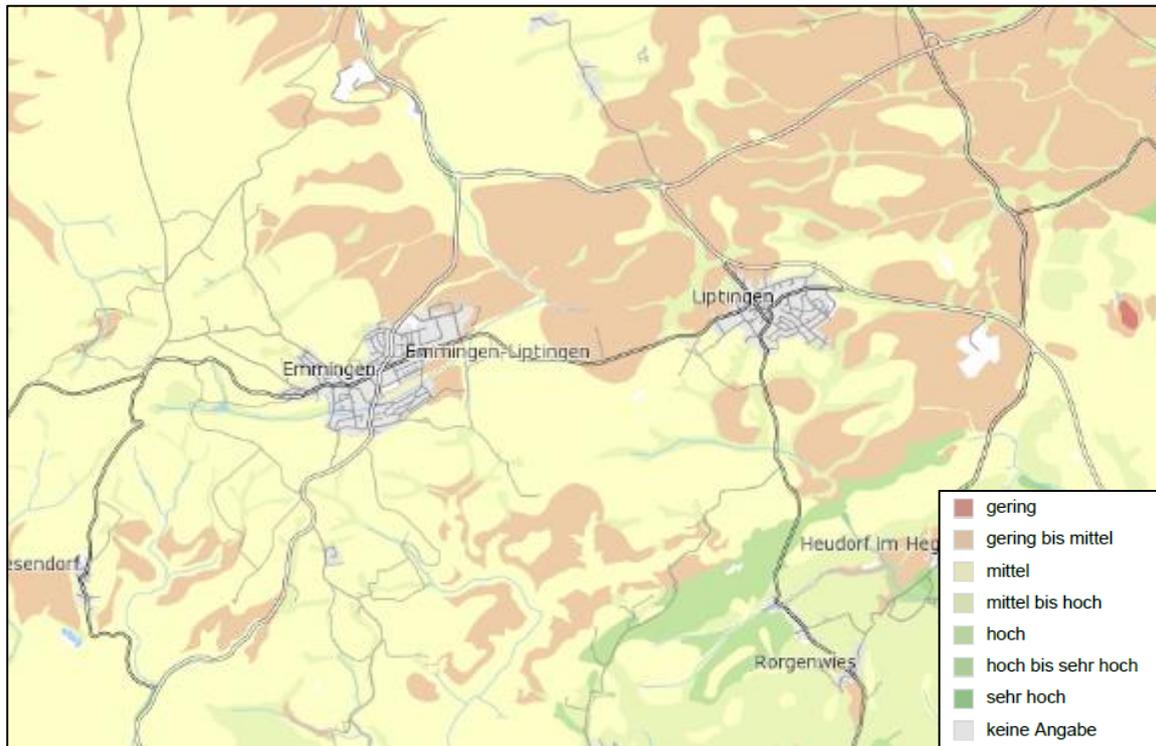 Liptingen
Emmingen-Liptingen
Emmingen
Heudorf im Heg
esendorf
Rorgenwies
gering
gering bis mittel
mittel
mittel bis hoch
hoch
hoch bis sehr hoch
sehr hoch
keine Angabe